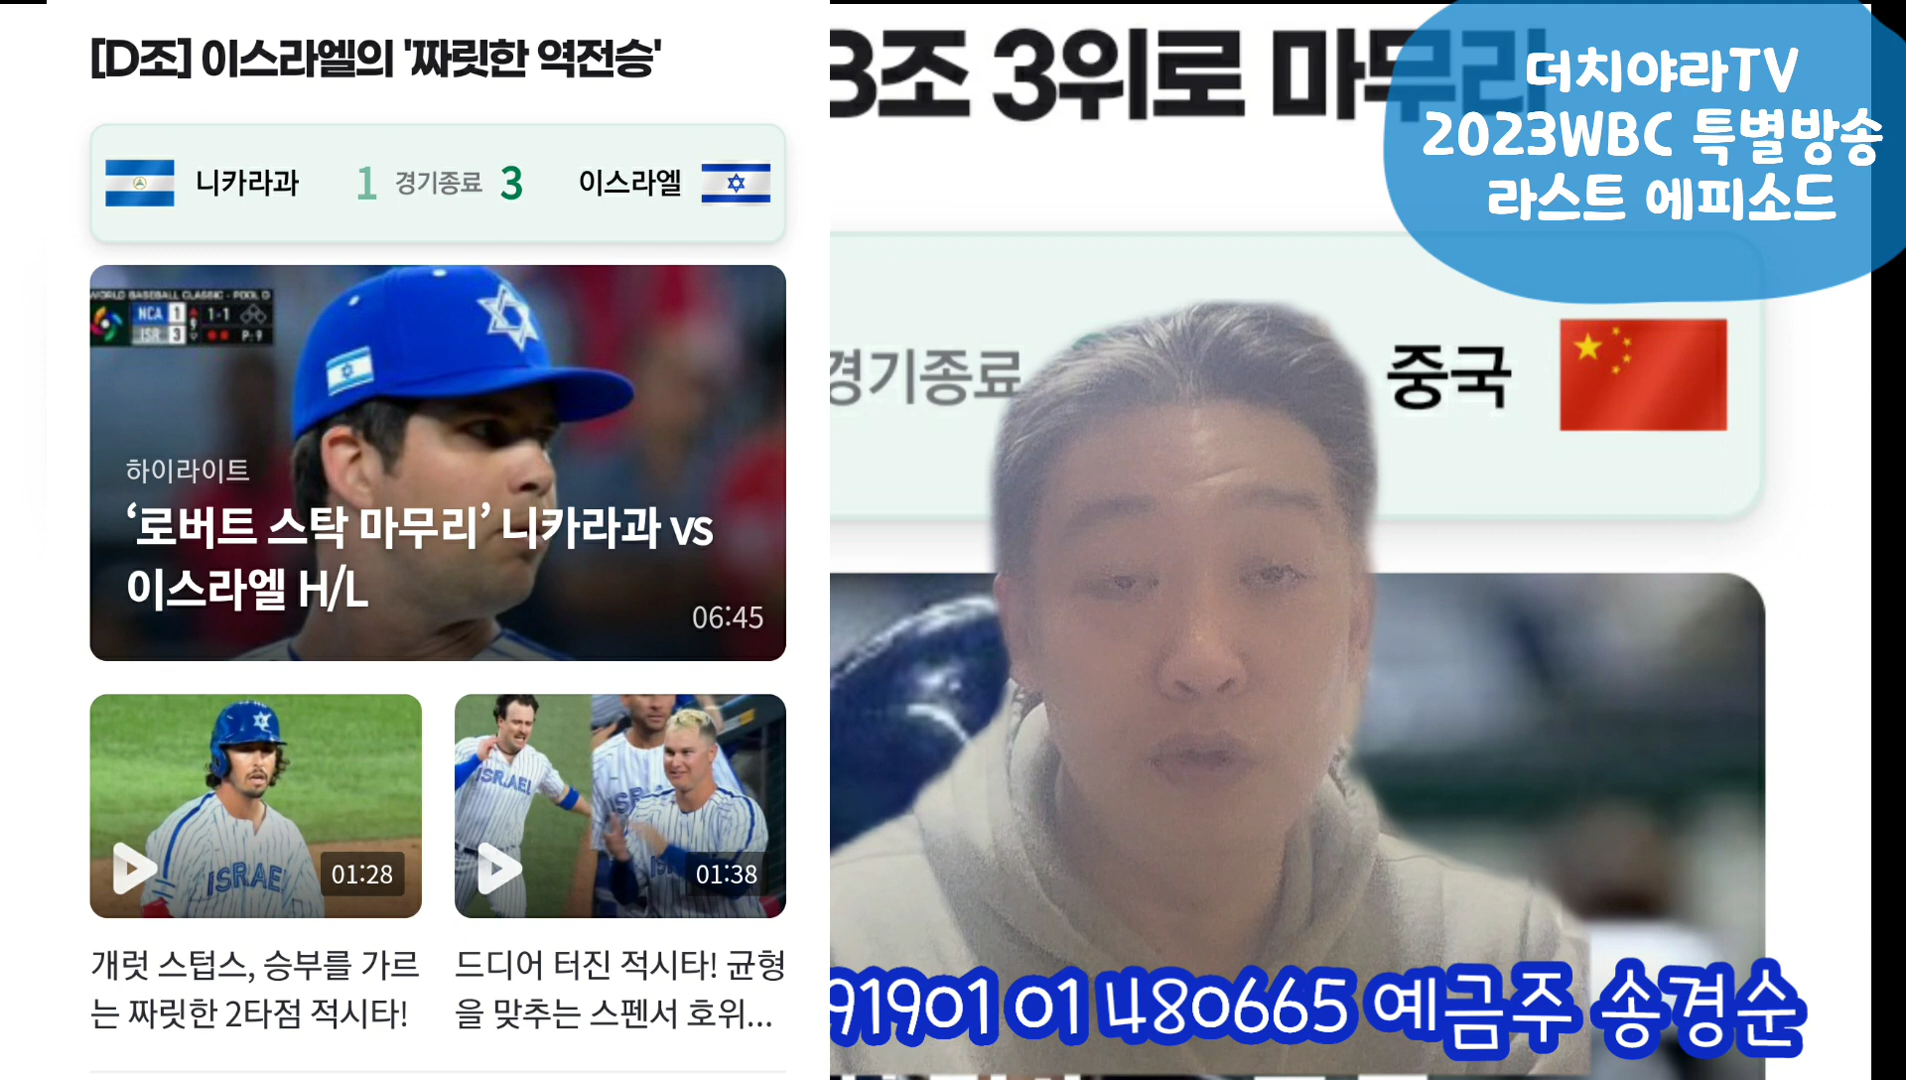 [D조] 이스라엘의 '짜릿한 역전승'
니카라과 1 경기종료 3 이스라엘
WORLD BASEBALL CLASSIC - POOL D
NCA 1 1-1
ISR 3 P: 9
하이라이트
‘로버트 스탁 마무리’ 니카라과 vs
이스라엘 H/L
06:45
ISRAEL
01:28
ISRAEL
01:38
개럿 스텁스, 승부를 가르
는 짜릿한 2타점 적시타!
드디어 터진 적시타! 균형
을 맞추는 스펜서 호위...
B조 3위로 마무리
더치야라TV
2023WBC 특별방송
라스트 에피소드
경기종료
중국
91901 01 480665 예금주 송경순